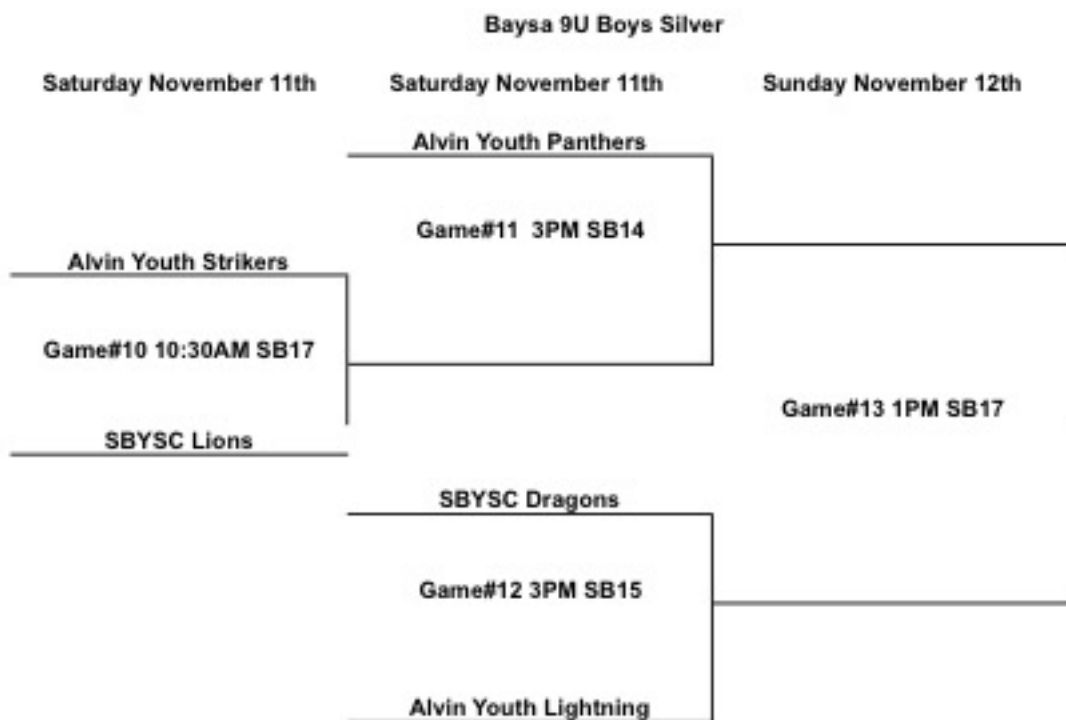 Baysa 9U Boys Silver
Saturday November 11th
Saturday November 11th
Sunday November 12th
Alvin Youth Panthers
Game#11 3PM SB14
Alvin Youth Strikers
Game#10 10:30AM SB17
Game#13 1PM SB17
SBYSC Lions
SBYSC Dragons
Game#12 3PM SB15
Alvin Youth Lightning